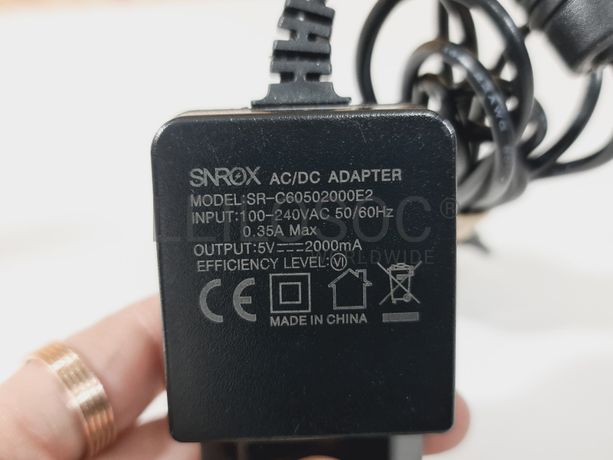 SNROX AC/DC ADAPTER
MODEL:SR-C60502000E2
INPUT:100-240VAC 50/60Hz
0.35A Max
OUTPUT:5V⎓2000mA
EFFICIENCY LEVEL:Ⅵ
CE
MADE IN CHINA
WORLDWIDE